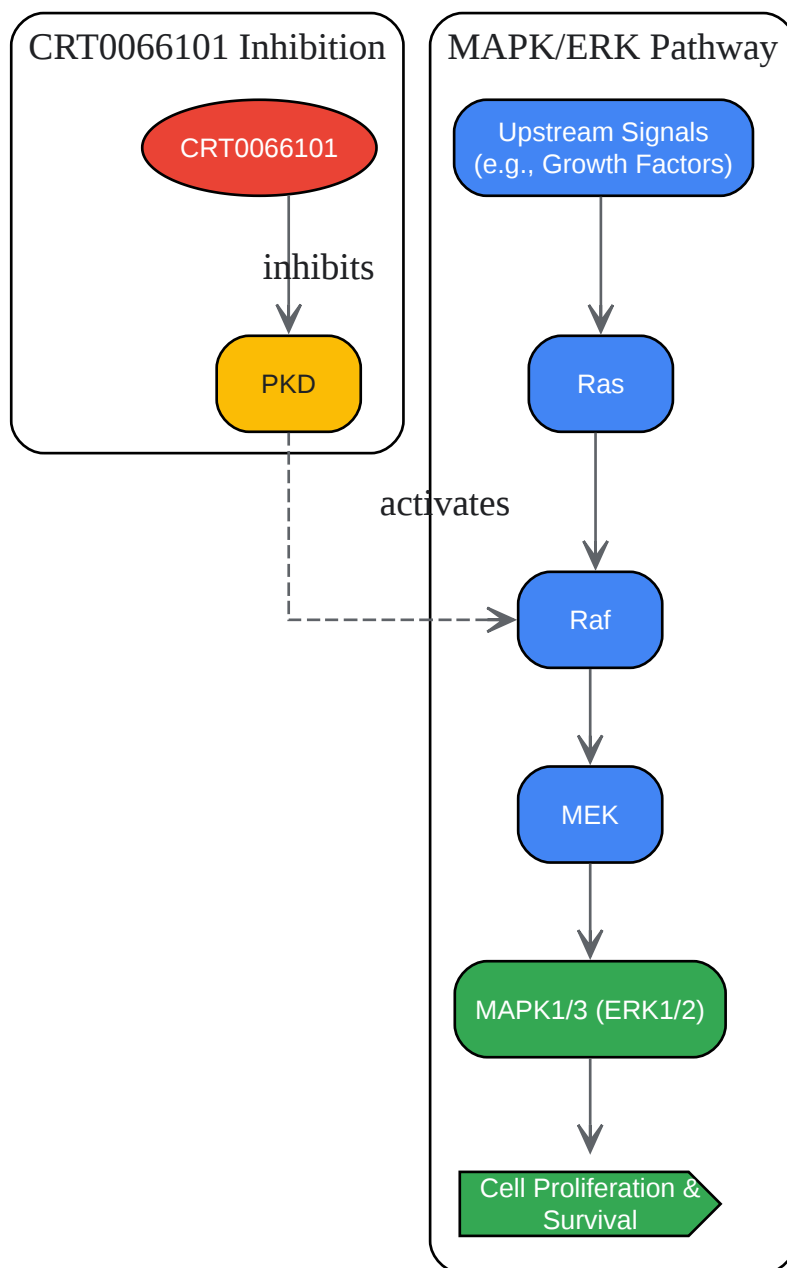 CRT0066101 Inhibition
CRT0066101
inhibits
PKD
activates
MAPK/ERK Pathway
Upstream Signals
(e.g., Growth Factors)
Ras
Raf
MEK
MAPK1/3 (ERK1/2)
Cell Proliferation &
Survival